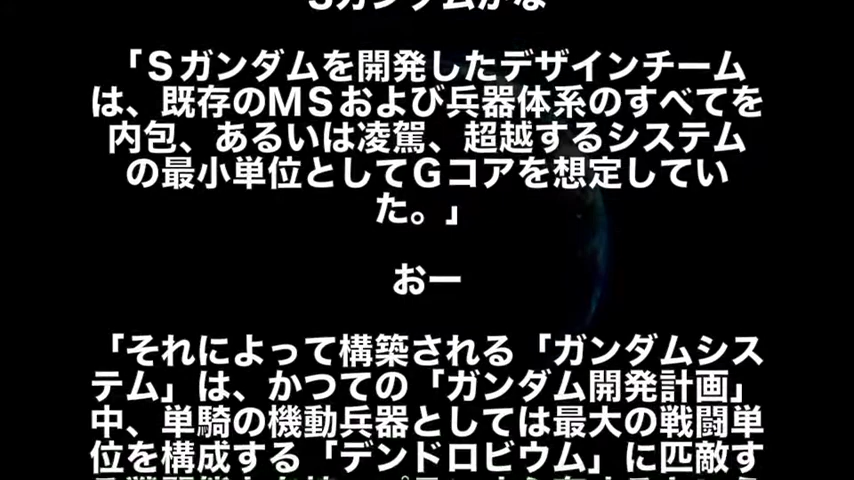 Sガンダムかな
「Ｓガンダムを開発したデザインチーム
は、既存のＭＳおよび兵器体系のすべてを
内包、あるいは凌駕、超越するシステム
の最小単位としてＧコアを想定してい
た。」
おー
「それによって構築される「ガンダムシス
テム」は、かつての「ガンダム開発計画」
中、単騎の機動兵器としては最大の戦闘単
位を構成する「デンドロビウム」に匹敵す